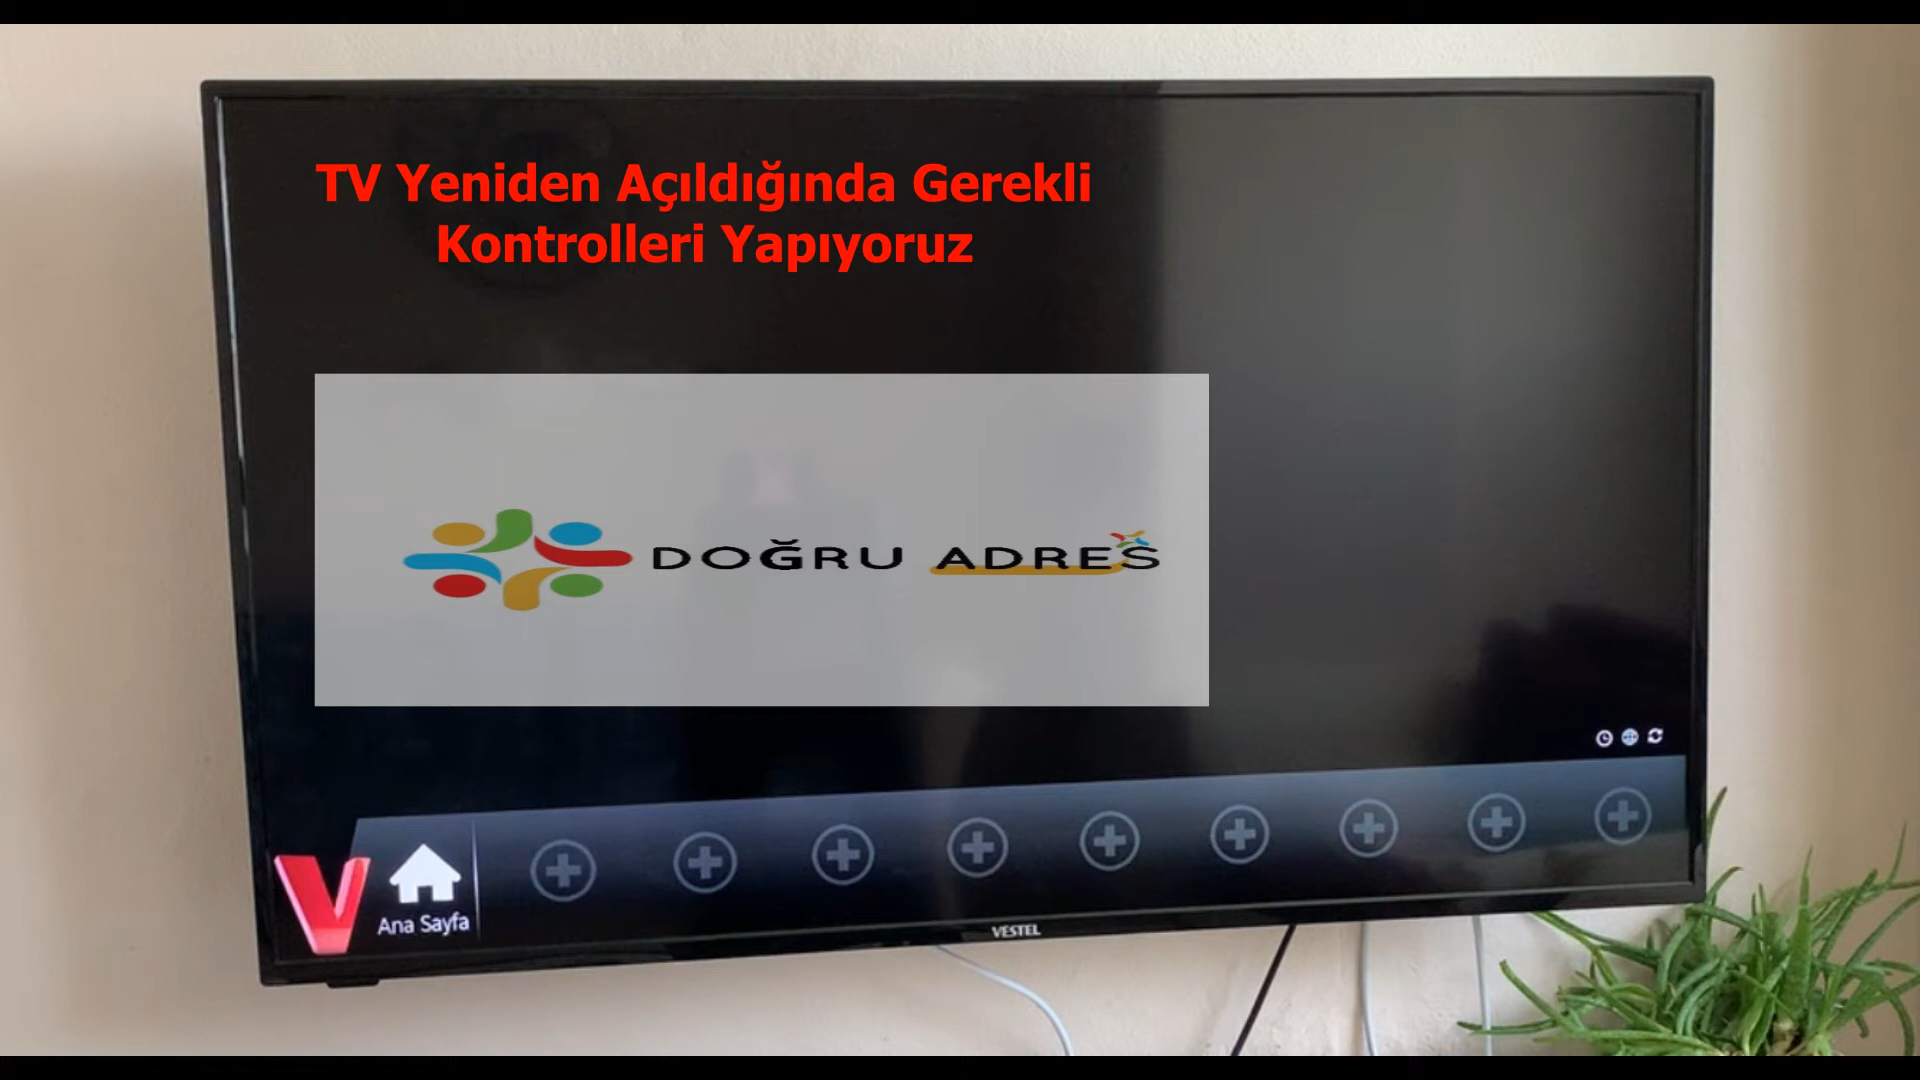 TV Yeniden Açıldığında Gerekli
Kontrolleri Yapıyoruz
DOĞRU ADRES
V
Ana Sayfa
VESTEL